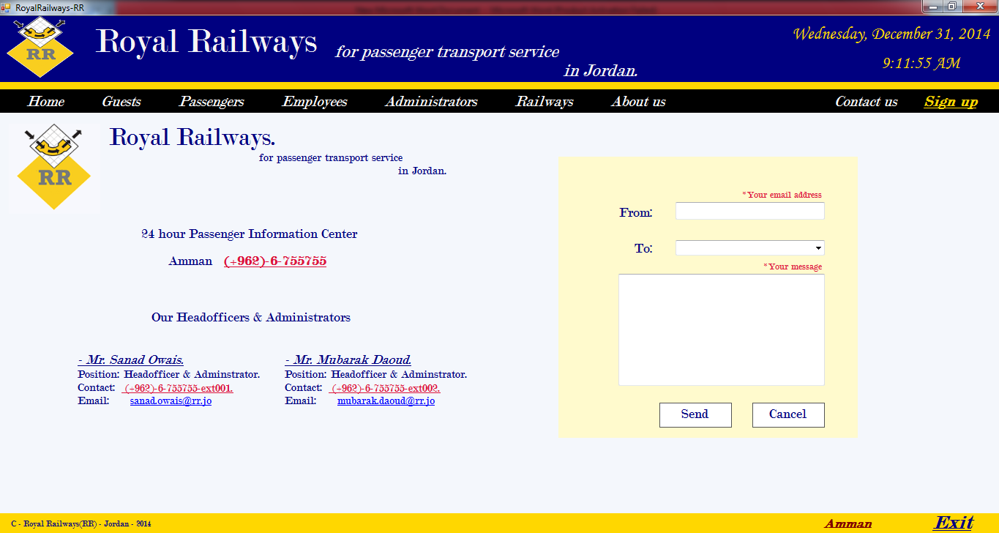 RoyalRailways-RR
RR
Royal Railways
for passenger transport service
in Jordan.
Wednesday, December 31, 2014
9:11:55 AM
Home Guests Passengers Employees Administrators Railways About us Contact us Sign up
RR
Royal Railways.
for passenger transport service
in Jordan.
24 hour Passenger Information Center
Amman (+962)-6-755755
Our Headofficers & Administrators
- Mr. Sanad Owais.
Position: Headofficer & Adminstrator.
Contact: (+962)-6-755755-ext001.
Email: sanad.owais@rr.jo
- Mr. Mubarak Daoud.
Position: Headofficer & Adminstrator.
Contact: (+962)-6-755755-ext002.
Email: mubarak.daoud@rr.jo
*Your email address
From:
To:
*Your message
Send Cancel
C - Royal Railways(RR) - Jordan - 2014
Amman
Exit